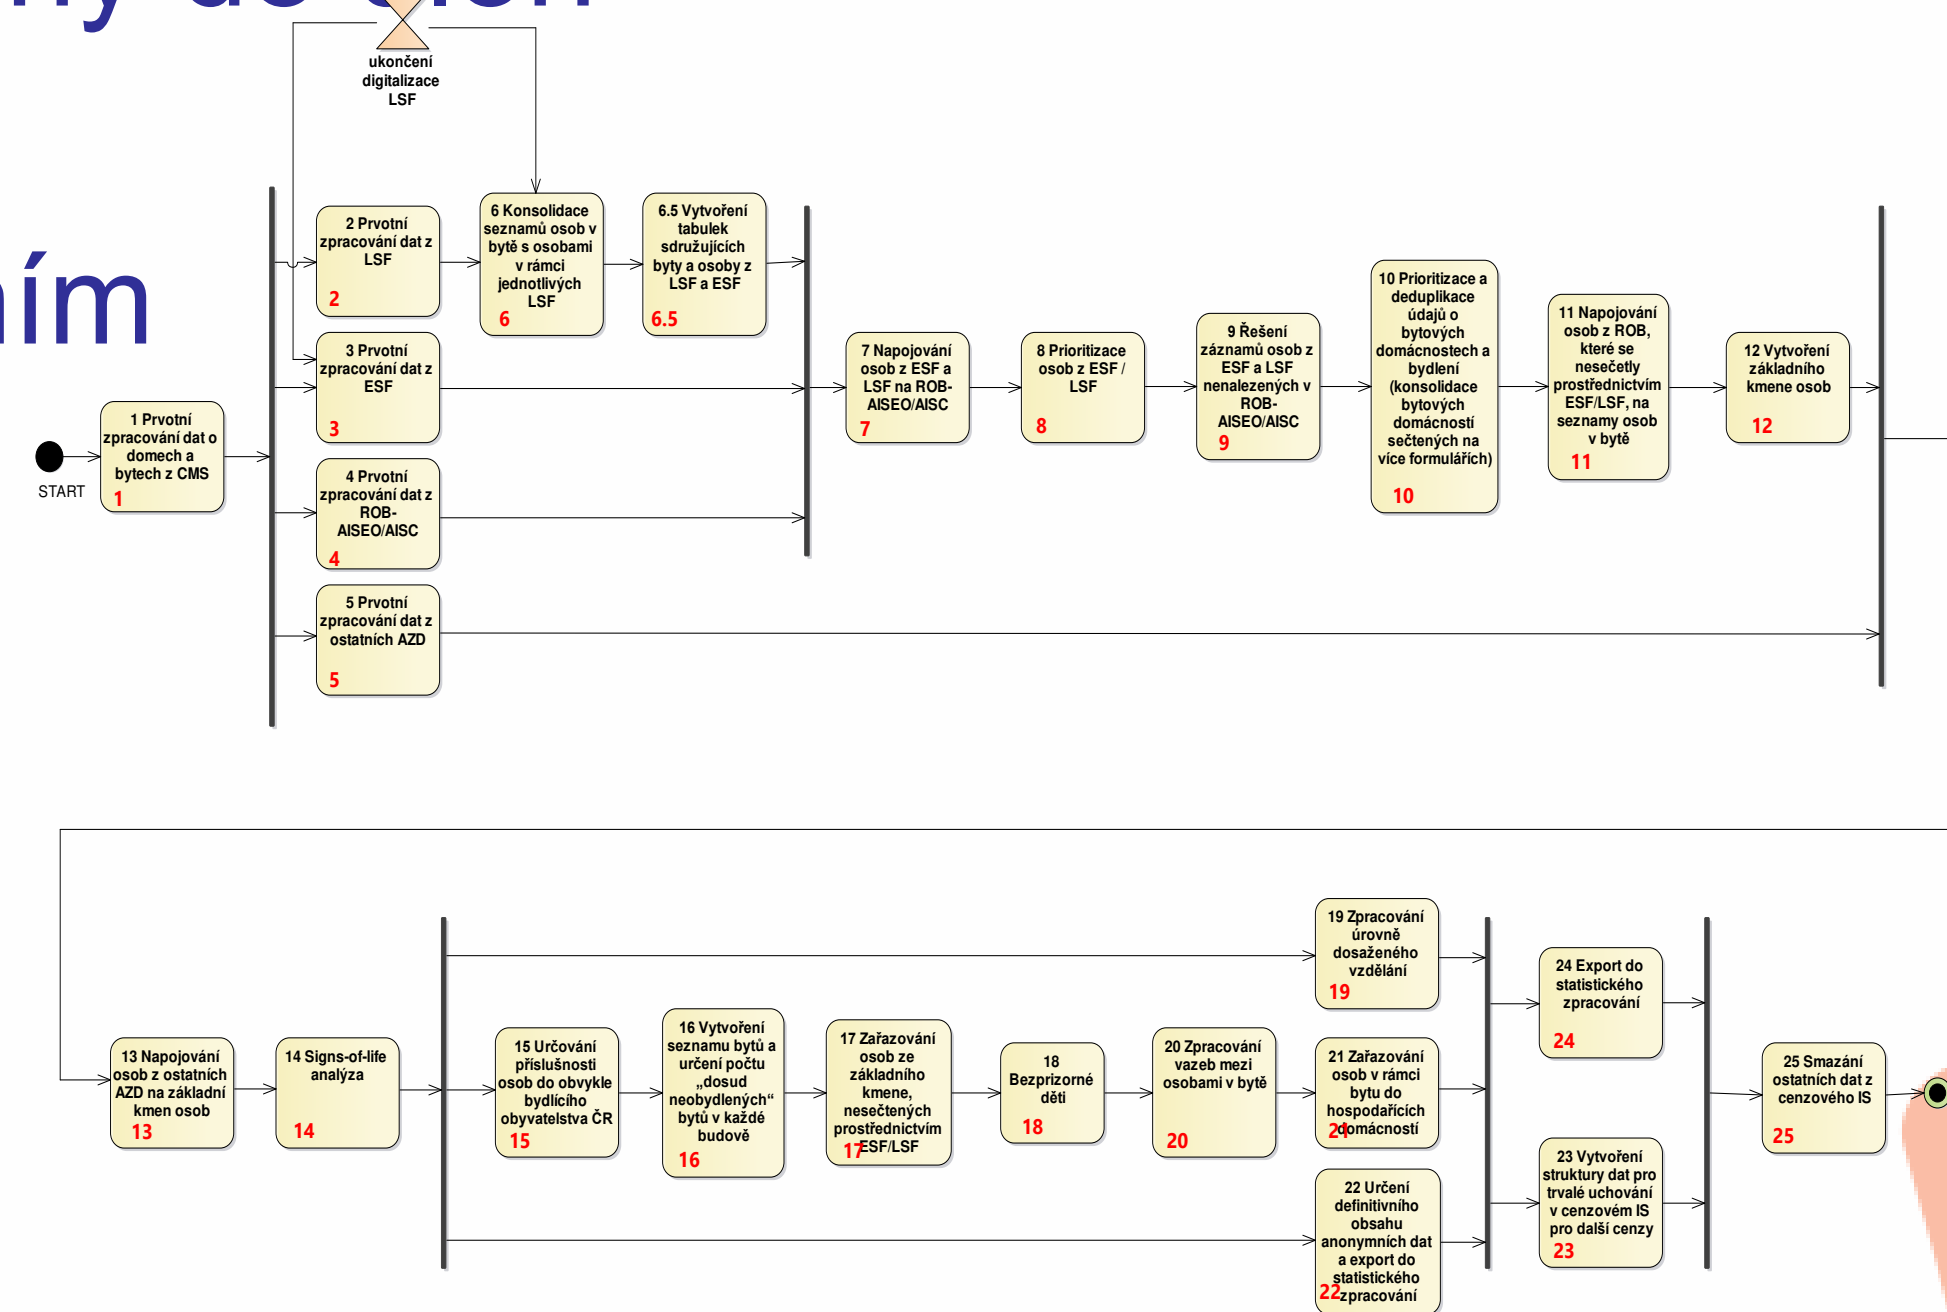 ním
ukončení
digitalizace
LSF
START
1 Prvotní
zpracování dat o
domech a
bytech z CMS
1
2 Prvotní
zpracování dat z
LSF
2
3 Prvotní
zpracování dat z
ESF
3
4 Prvotní
zpracování dat z
ROB-
AISEO/AISC
4
5 Prvotní
zpracování dat z
ostatních AZD
5
6 Konsolidace
seznamů osob v
bytě s osobami
v rámci
jednotlivých
LSF
6
6.5 Vytvoření
tabulek
sdružujících
byty a osoby z
LSF a ESF
6.5
7 Napojování
osob z ESF a
LSF na ROB-
AISEO/AISC
7
8 Prioritizace
osob z ESF /
LSF
8
9 Řešení
záznamů osob z
ESF a LSF
nenalezených v
ROB-
AISEO/AISC
9
10 Prioritizace a
deduplikace
údajů o
bytových
domácnostech a
bydlení
(konsolidace
bytových
domácností
sečtených na
více formulářích)
10
11 Napojování
osob z ROB,
které se
nesečetly
prostřednictvím
ESF/LSF, na
seznamy osob
v bytě
11
12 Vytvoření
základního
kmene osob
12
13 Napojování
osob z ostatních
AZD na základní
kmen osob
13
14 Signs-of-life
analýza
14
15 Určování
příslušnosti
osob do obvykle
bydlícího
obyvatelstva ČR
15
16 Vytvoření
seznamu bytů a
určení počtu
„dosud
neobydlených“
bytů v každé
budově
16
17 Zařazování
osob ze
základního
kmene,
nesečtených
prostřednictvím
ESF/LSF
17
18
Bezprizorné
děti
18
20 Zpracování
vazeb mezi
osobami v bytě
20
19 Zpracování
úrovně
dosaženého
vzdělání
19
21 Zařazování
osob v rámci
bytu do
hospodařících
domácností
21
22 Určení
definitivního
obsahu
anonymních dat
a export do
statistického
zpracování
22
24 Export do
statistického
zpracování
24
23 Vytvoření
struktury dat pro
trvalé uchování
v cenzovém IS
pro další cenzy
23
25 Smazání
ostatních dat z
cenzového IS
25